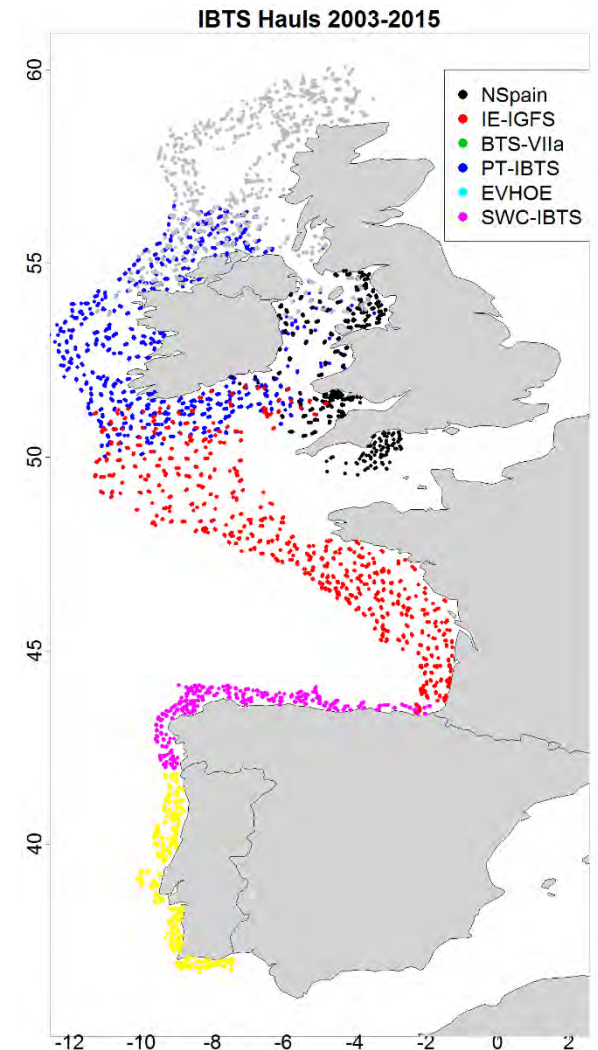 IBTS Hauls 2003-2015
NSpain
IE-IGFS
BTS-VIIa
PT-IBTS
EVHOE
SWC-IBTS
60
55
50
45
40
-12 -10 -8 -6 -4 -2 0 2